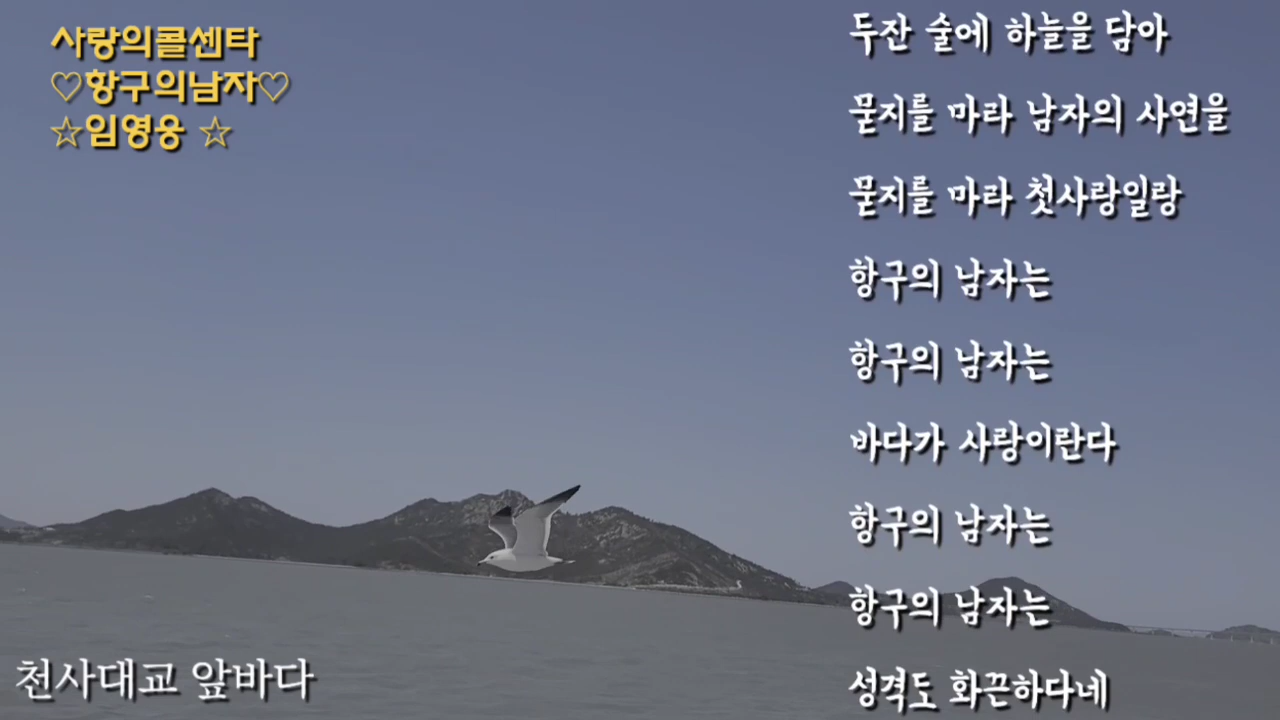 사랑의콜센타
♡항구의남자♡
☆임영웅 ☆
두잔 술에 하늘을 담아
묻지를 마라 남자의 사연을
묻지를 마라 첫사랑일랑
항구의 남자는
항구의 남자는
바다가 사랑이란다
항구의 남자는
항구의 남자는
성격도 화끈하다네
천사대교 앞바다